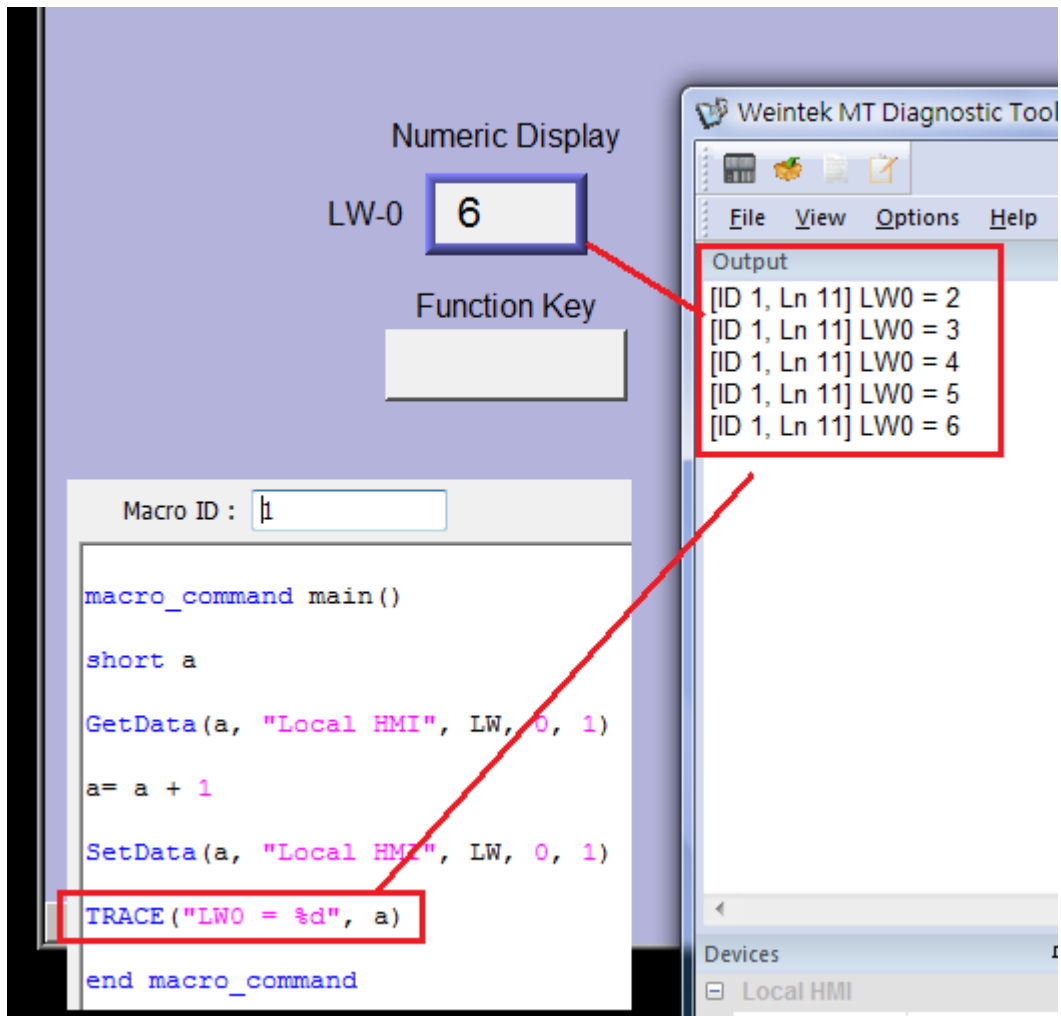 Numeric Display
LW-0
6
Function Key
Macro ID :
1
macro_command main()
short a
GetData(a, "Local HMI", LW, 0, 1)
a= a + 1
SetData(a, "Local HMI", LW, 0, 1)
TRACE("LW0 = %d", a)
end macro_command
Weintek MT Diagnostic Tool
File View Options Help
Output
[ID 1, Ln 11] LW0 = 2
[ID 1, Ln 11] LW0 = 3
[ID 1, Ln 11] LW0 = 4
[ID 1, Ln 11] LW0 = 5
[ID 1, Ln 11] LW0 = 6
Devices
Local HMI